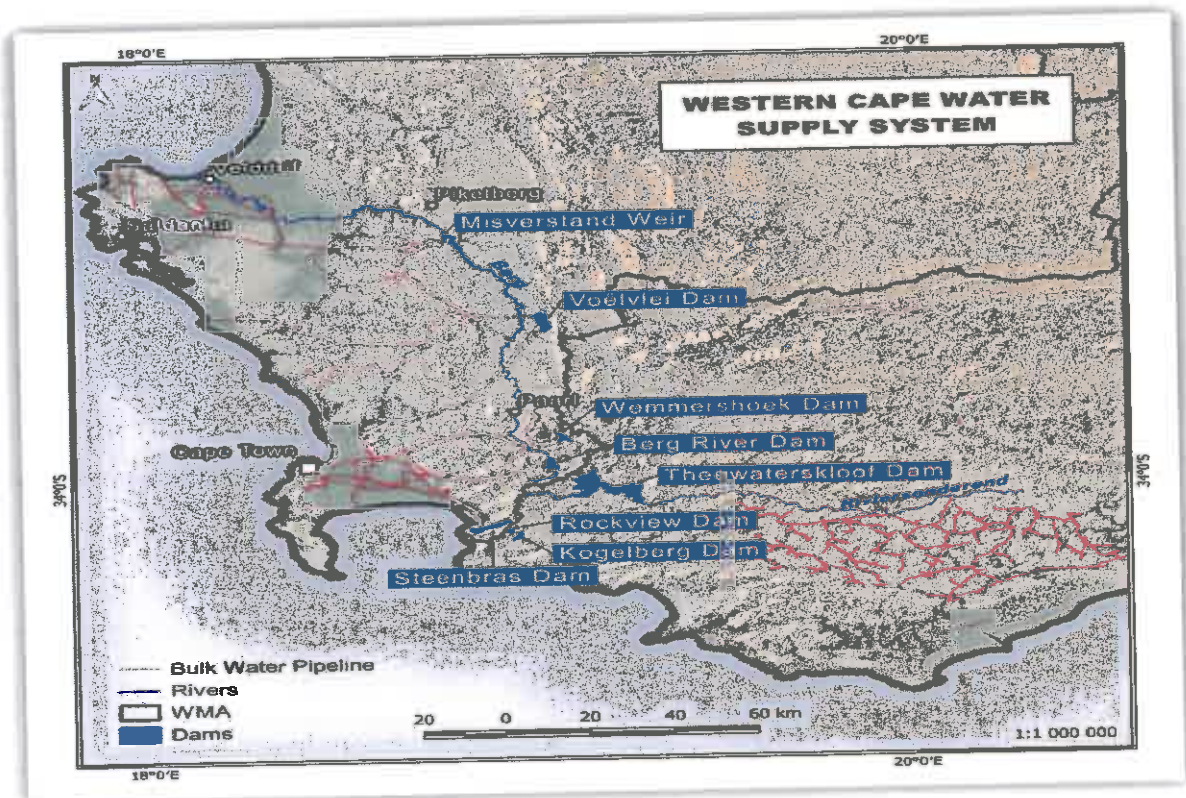 18°0'E
20°0'E
N
WESTERN CAPE WATER
SUPPLY SYSTEM
Piketberg
Misverstand Weir
Voëlvlei Dam
Paarl
Wemmershoek Dam
Berg River Dam
Cape Town
Theewaterskloof Dam
34°0'S
34°0'S
Riviersonderend
Rockview Dam
Kogelberg Dam
Steenbras Dam
Bulk Water Pipeline
Rivers
WMA
Dams
20 0 20 40 60 km
1:1 000 000
18°0'E
20°0'E